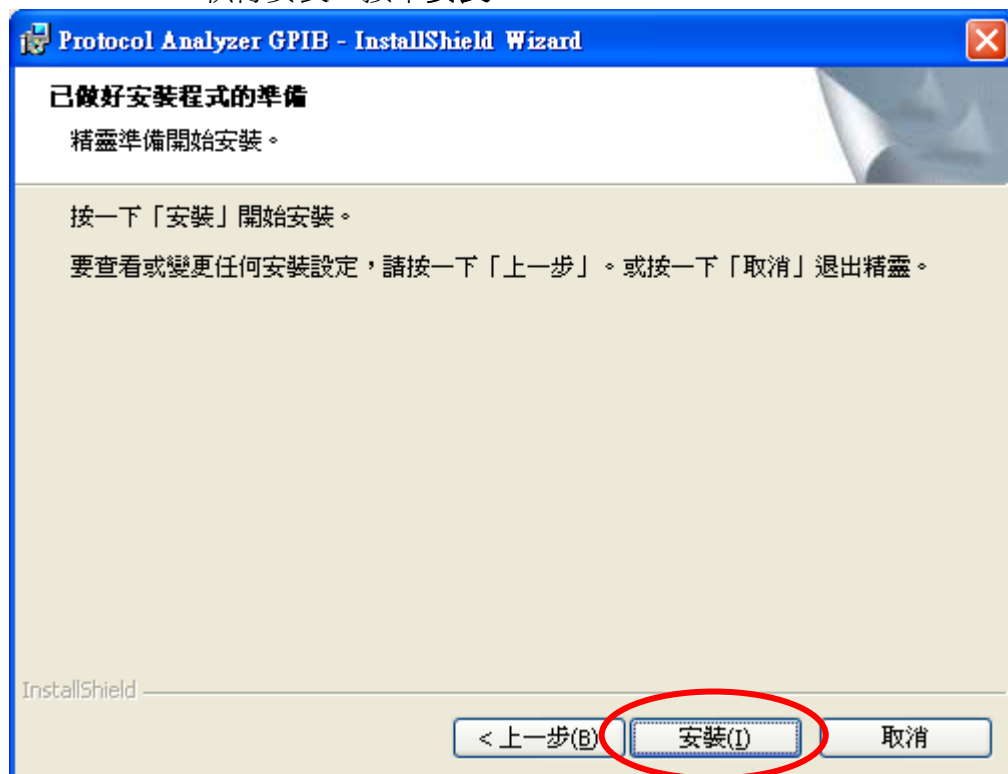 Protocol Analyzer GPIB - InstallShield Wizard
已做好安裝程式的準備
精靈準備開始安裝。
按一下「安裝」開始安裝。
要查看或變更任何安裝設定，請按一下「上一步」。或按一下「取消」退出精靈。
InstallShield
< 上一步(B) 安裝(I) 取消